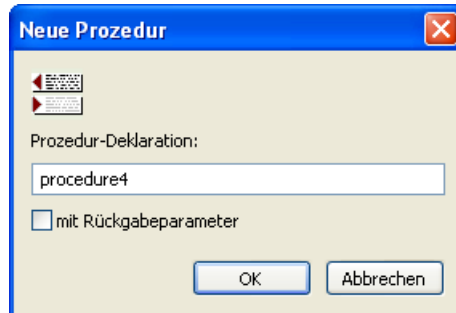 Neue Prozedur
Prozedur-Deklaration:
procedure4
mit Rückgabeparameter
OK Abbrechen